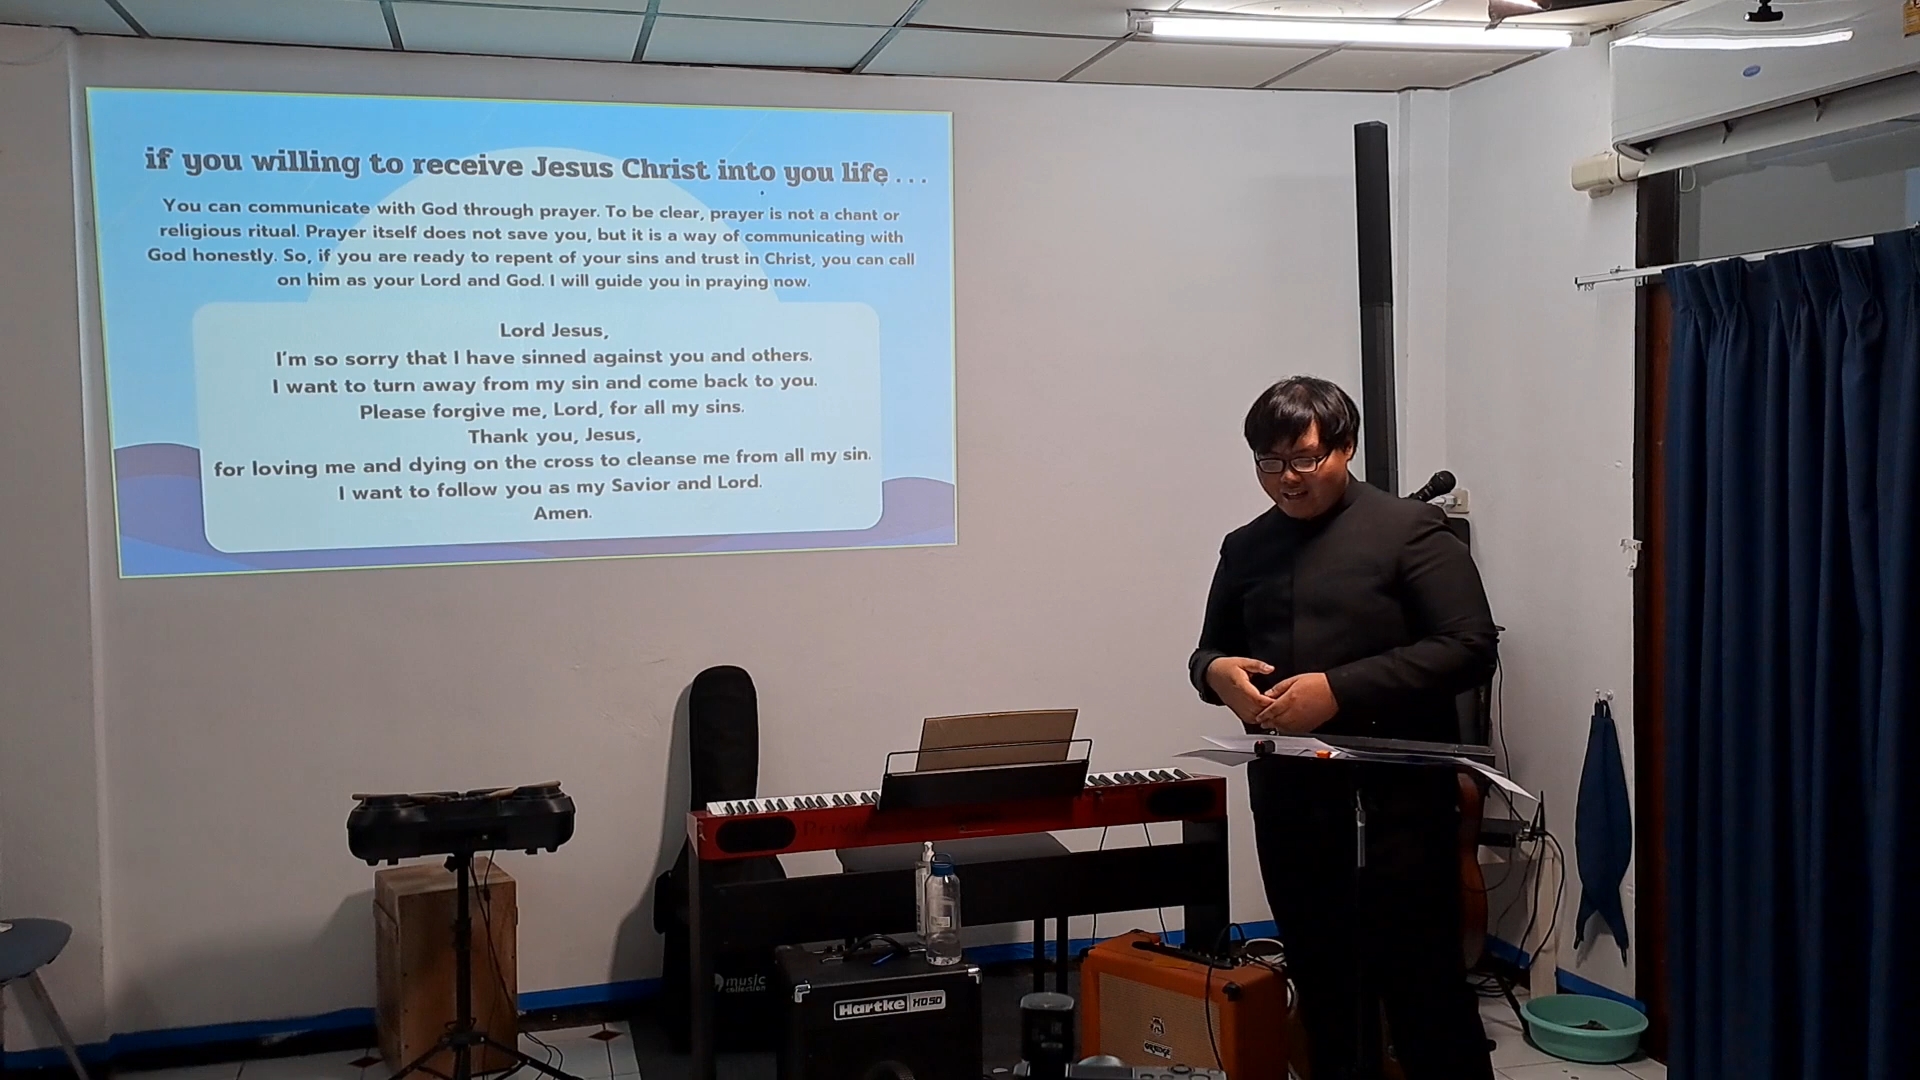 if you willing to receive Jesus Christ into you life . . .
You can communicate with God through prayer. To be clear, prayer is not a chant or
religious ritual. Prayer itself does not save you, but it is a way of communicating with
God honestly. So, if you are ready to repent of your sins and trust in Christ, you can call
on him as your Lord and God. I will guide you in praying now.
Lord Jesus,
I'm so sorry that I have sinned against you and others.
I want to turn away from my sin and come back to you.
Please forgive me, Lord, for all my sins.
Thank you, Jesus,
for loving me and dying on the cross to cleanse me from all my sin.
I want to follow you as my Savior and Lord.
Amen.
music
collection
Hartke HD50